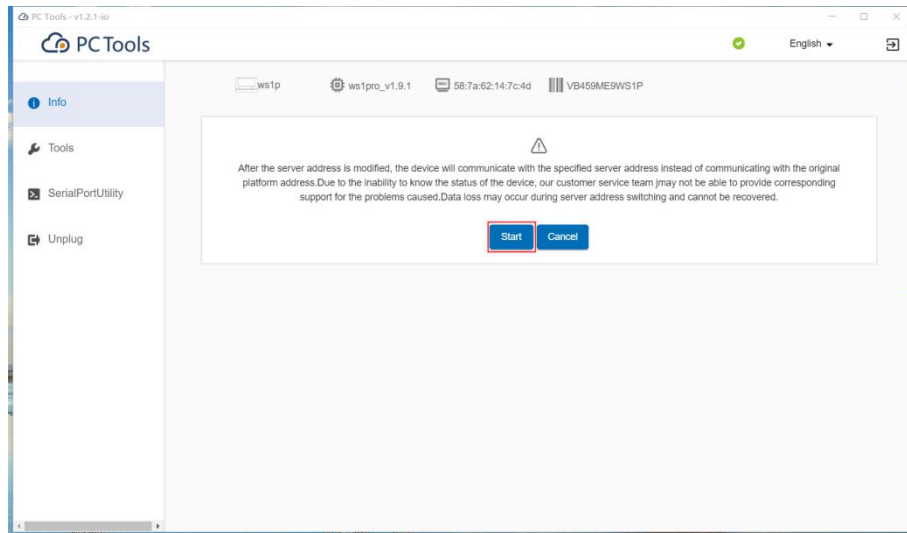 PC Tools - v1.2.1-io
PC Tools
English
ws1p ws1pro_v1.9.1 58:7a:62:14:7c:4d VB459ME9WS1P
Info
Tools
SerialPortUtility
Unplug
After the server address is modified, the device will communicate with the specified server address instead of communicating with the original
platform address.Due to the inability to know the status of the device, our customer service team jmay not be able to provide corresponding
support for the problems caused.Data loss may occur during server address switching and cannot be recovered.
Start Cancel